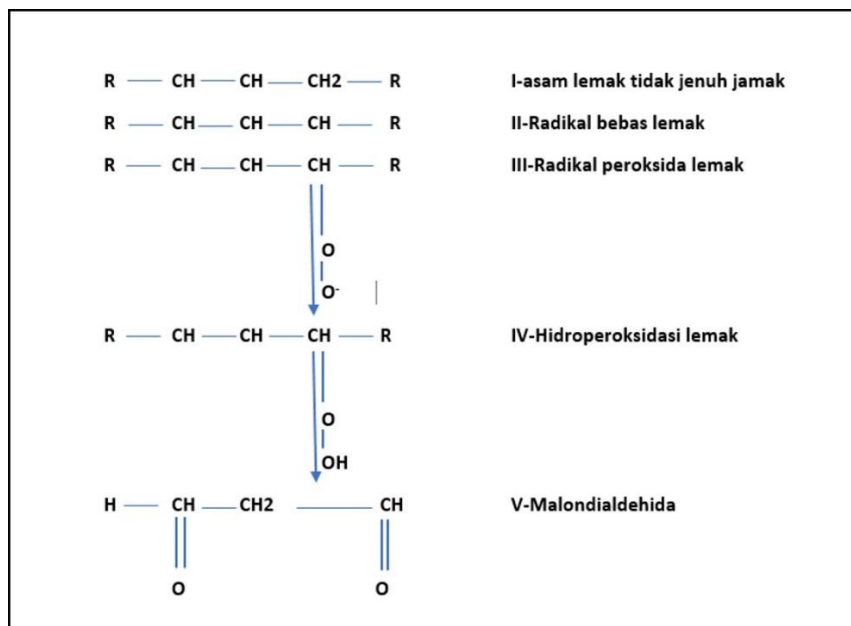 R CH CH CH2 R I-asam lemak tidak jenuh jamak
R CH CH CH R II-Radikal bebas lemak
R CH CH CH R III-Radikal peroksida lemak
O
O-
R CH CH CH R IV-Hidroperoksidasi lemak
O
OH
H CH CH2 CH V-Malondialdehida
O O